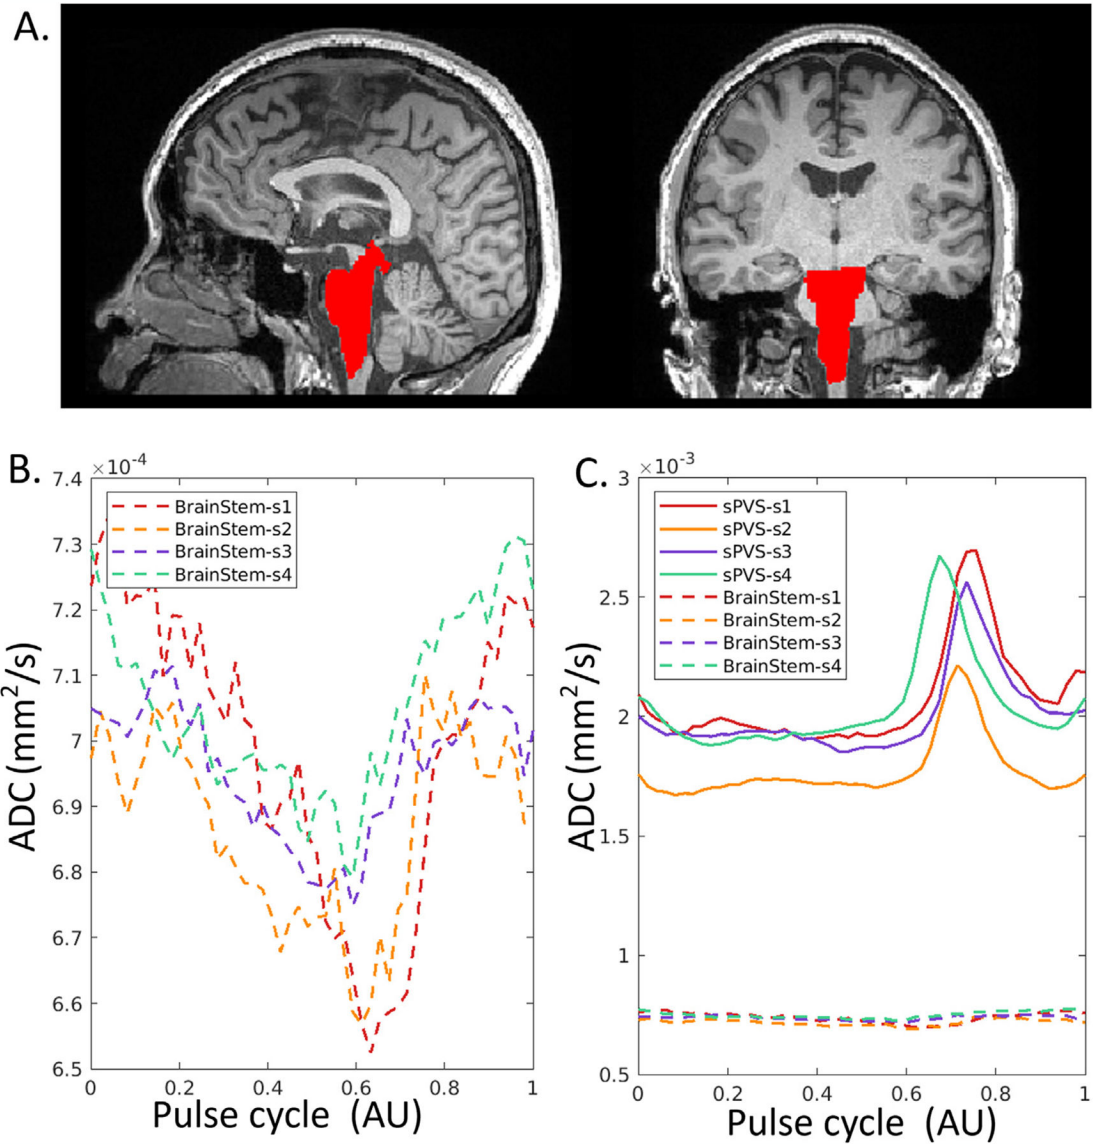 A.
B.
×10⁻⁴
7.4
7.3
7.2
7.1
7
6.9
6.8
6.7
6.6
6.5
ADC (mm²/s)
BrainStem-s1
BrainStem-s2
BrainStem-s3
BrainStem-s4
0
0.2
0.4
0.6
0.8
1
Pulse cycle (AU)
C.
×10⁻³
3
2.5
2
1.5
1
0.5
ADC (mm²/s)
sPVS-s1
sPVS-s2
sPVS-s3
sPVS-s4
BrainStem-s1
BrainStem-s2
BrainStem-s3
BrainStem-s4
0
0.2
0.4
0.6
0.8
1
Pulse cycle (AU)